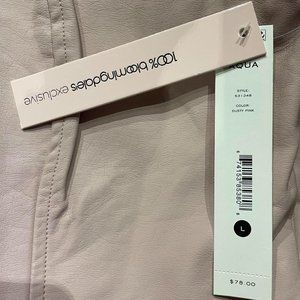 100% bloomingdales exclusive
AQUA
STYLE:
COLOR:
DUSTY PINK
L
$78.00